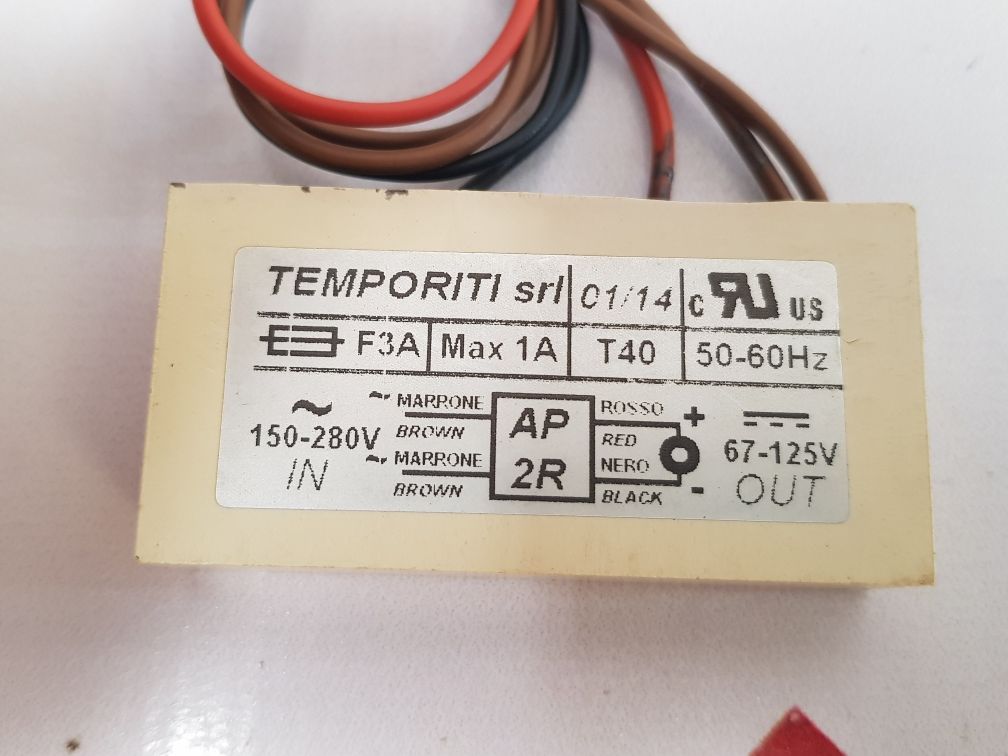 TEMPORITI srl 01/14 c RU US
F3A Max 1A T40 50-60Hz
~ 150-280V IN
~ MARRONE
BROWN
~ MARRONE
BROWN
AP
2R
ROSSO +
RED
NERO
BLACK -
67-125V
OUT